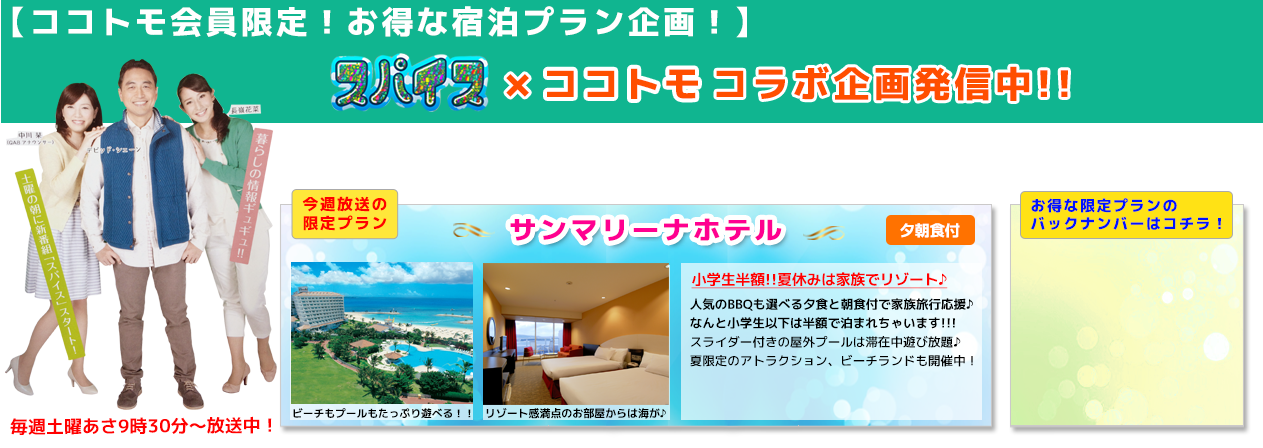 【ココトモ会員限定！お得な宿泊プラン企画！】
スパイス × ココトモ コラボ企画発信中!!
中川 栞
デビッド・シェーン
長嶺花菜
土曜の朝に新番組「スパイス」スタート！
暮らしの情報ギュギュ!!
毎週土曜あさ9時30分〜放送中！
今週放送の
限定プラン
サンマリーナホテル
夕朝食付
ビーチもプールもたっぷり遊べる！！
リゾート感満点のお部屋からは海が♪
小学生半額!!夏休みは家族でリゾート♪
人気のBBQも選べる夕食と朝食付で家族旅行応援♪
なんと小学生以下は半額で泊まれちゃいます!!!
スライダー付きの屋外プールは滞在中遊び放題♪
夏限定のアトラクション、ビーチランドも開催中！
お得な限定プランの
バックナンバーはコチラ！